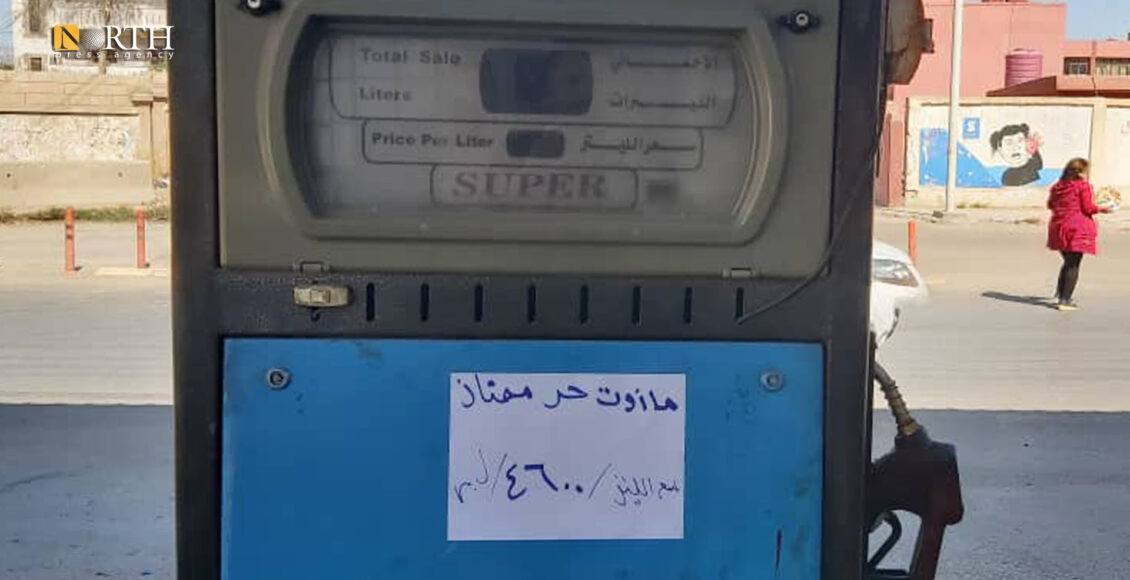 NORTH
press agency
Total Sale الاجمالي
Liters الليترات
Price Per Liter سعر الليتر
SUPER
S
مازوت حر ممتاز
سعر الليتر /٤٦٠٠/ ل.س